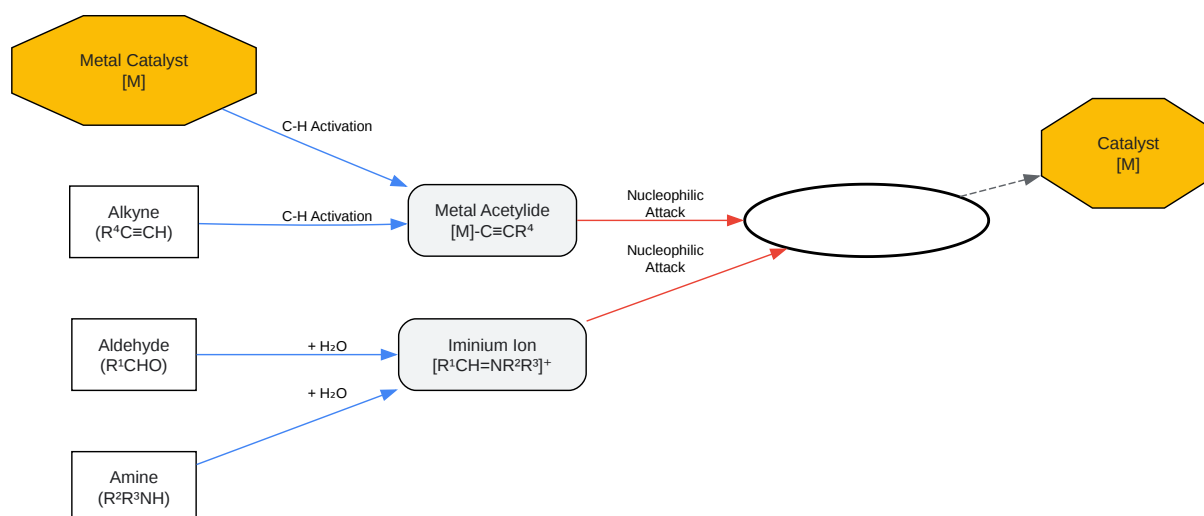 Metal Catalyst
[M]
C-H Activation
Alkyne
(R⁴C≡CH)
C-H Activation
Metal Acetylide
[M]-C≡CR⁴
Nucleophilic
Attack
Nucleophilic
Attack
Catalyst
[M]
Aldehyde
(R¹CHO)
+ H₂O
+ H₂O
Iminium Ion
[R¹CH=NR²R³]⁺
Amine
(R²R³NH)